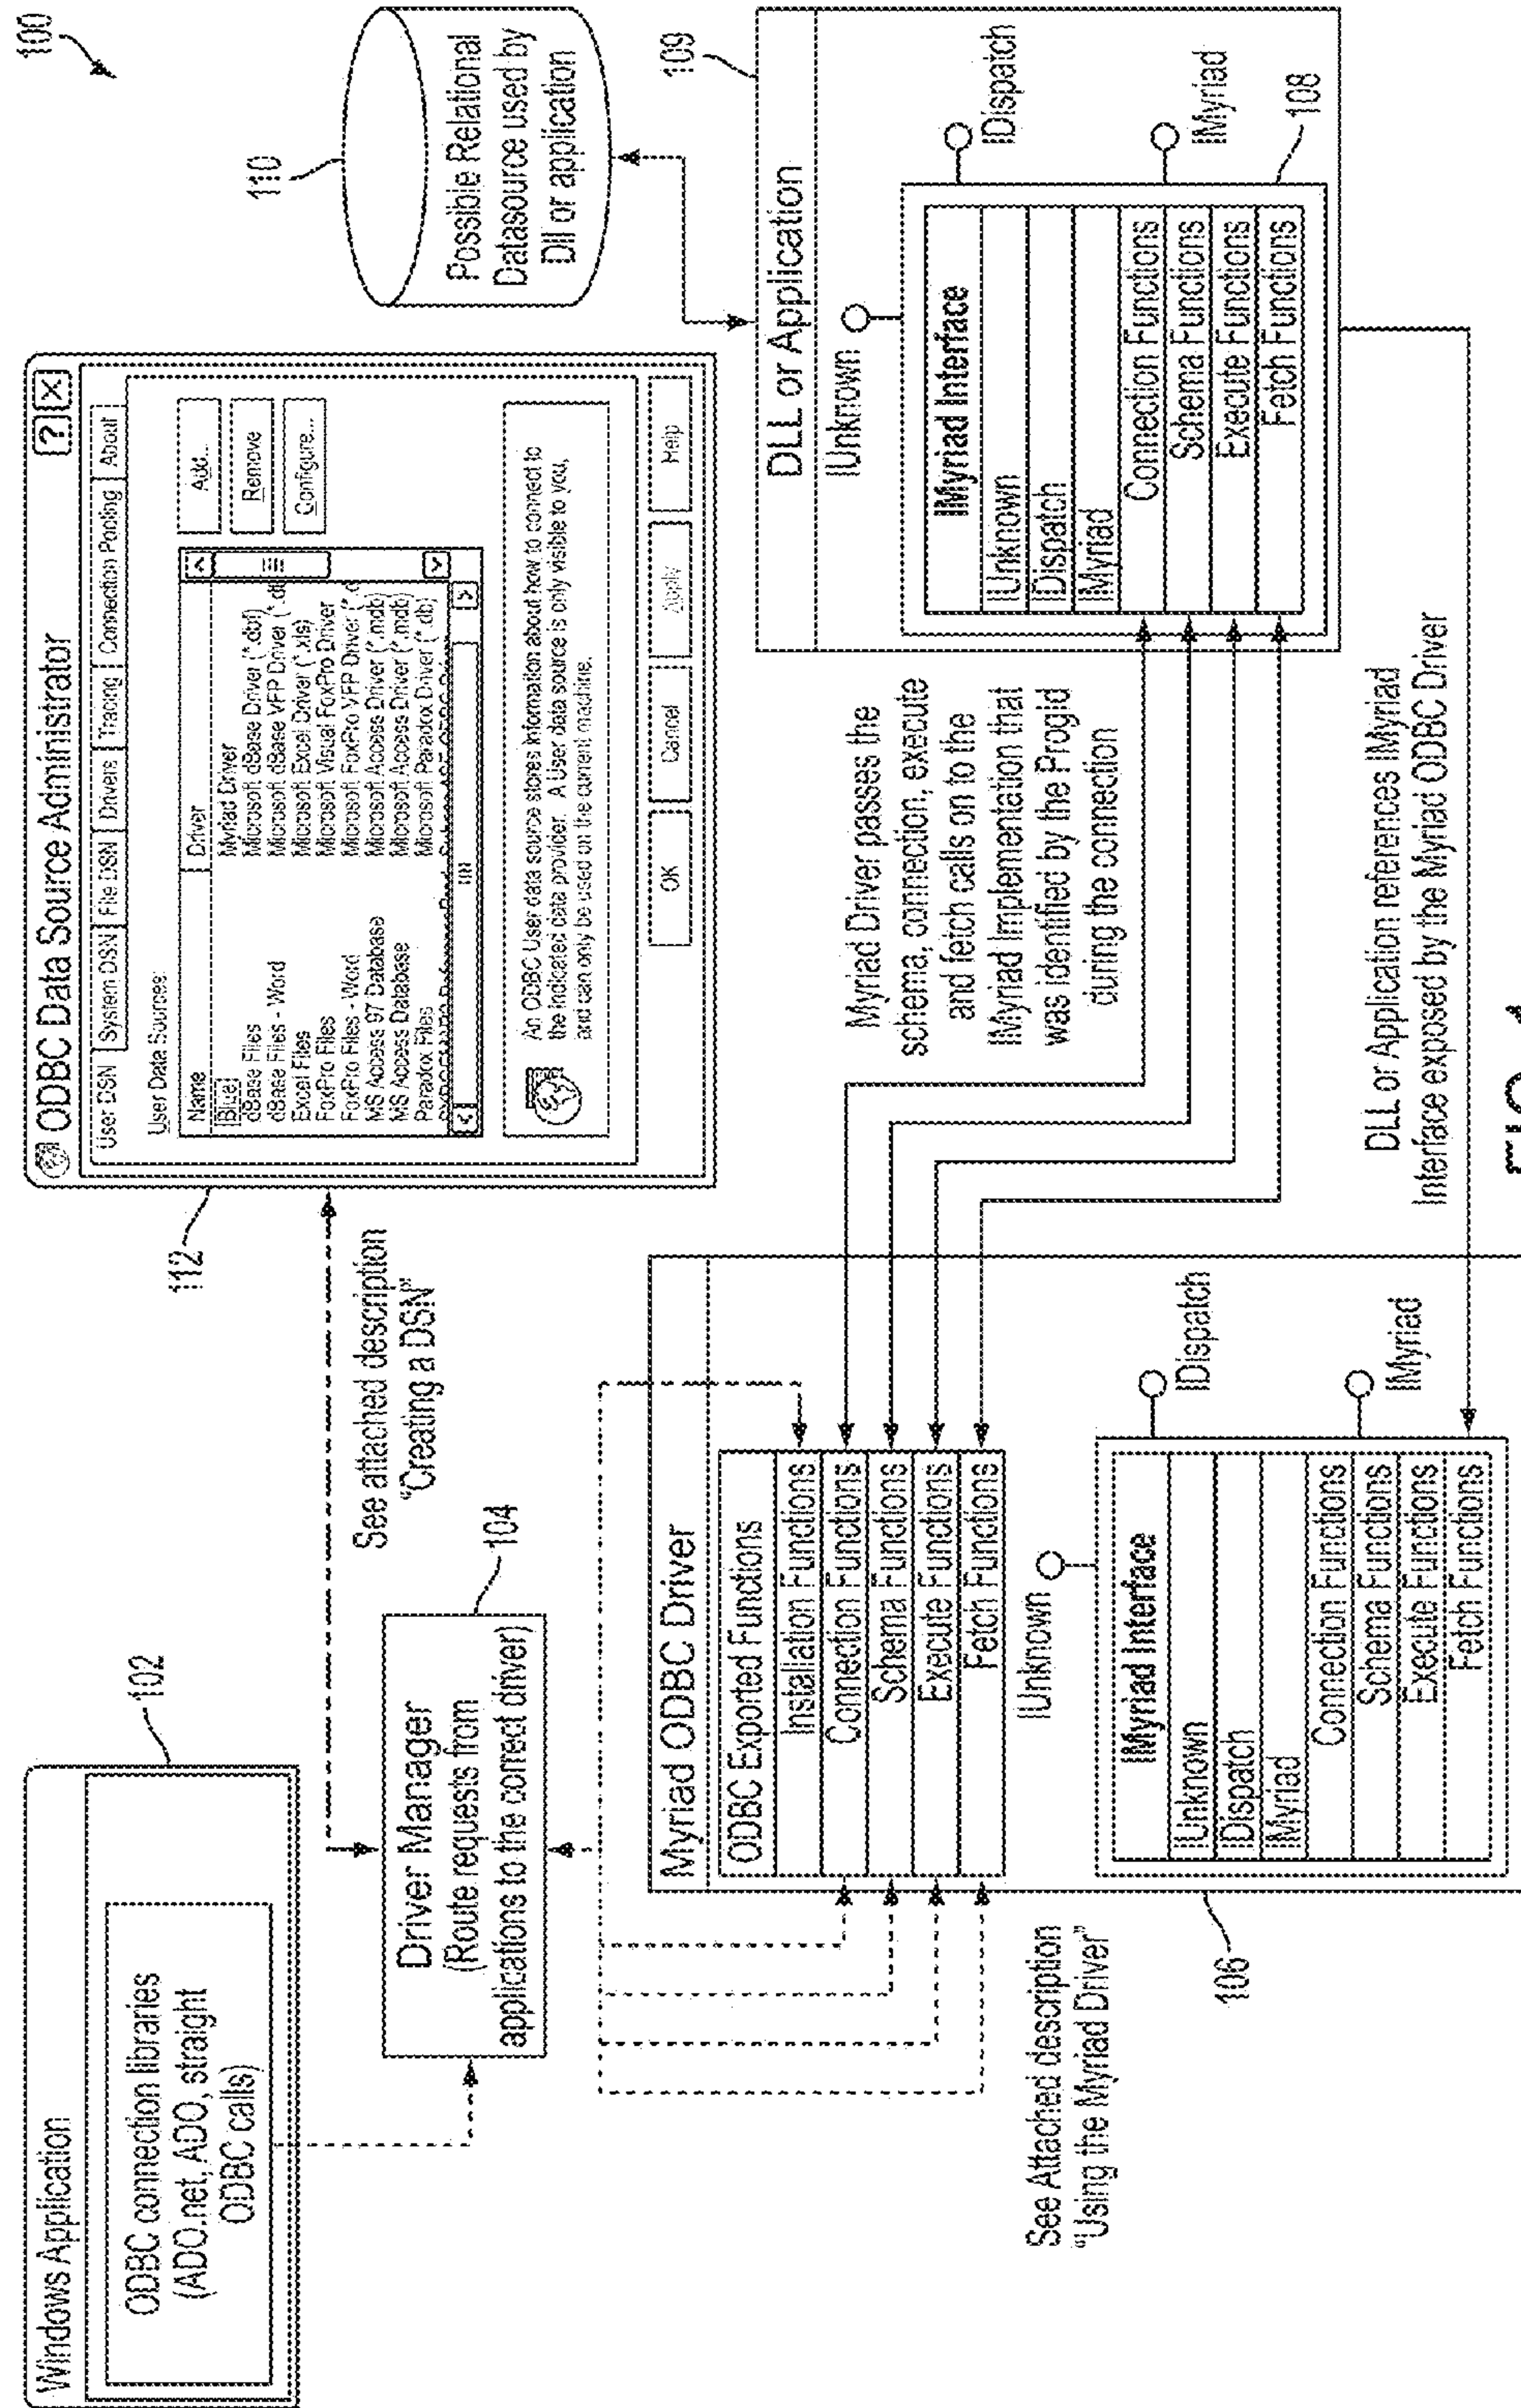 100
Windows Application
ODBC connection libraries
(ADO.net, ADO, straight
ODBC calls)
102
Driver Manager
(Route requests from
applications to the correct driver)
104
See attached description
"Creating a DSN"
112
ODBC Data Source Administrator
? X
User DSN System DSN File DSN Drivers Tracing Connection Pooling About
User Data Sources:
Name Driver
Myriad Driver
dBase Files Microsoft dBase Driver (*.dbf)
dBase Files - Word Microsoft dBase VFP Driver (*.db
Excel Files Microsoft Excel Driver (*.xls)
FoxPro Files Microsoft Visual FoxPro Driver
FoxPro Files - Word Microsoft FoxPro VFP Driver (*.d
MS Access 97 Database Microsoft Access Driver (*.mdb)
MS Access Database Microsoft Access Driver (*.mdb)
Paradox Files Microsoft Paradox Driver (*.db)
Add...
Remove
Configure...
An ODBC User data source stores information about how to connect to
the indicated data provider. A User data source is only visible to you,
and can only be used on the current machine.
OK Cancel Apply Help
110
Possible Relational
Datasource used by
Dll or application
Myriad ODBC Driver
ODBC Exported Functions
Installation Functions
Connection Functions
Schema Functions
Execute Functions
Fetch Functions
See Attached description
"Using the Myriad Driver"
106
IUnknown
IMyriad Interface
IUnknown
IDispatch
IMyriad
Connection Functions
Schema Functions
Execute Functions
Fetch Functions
IDispatch
IMyriad
Myriad Driver passes the
schema, connection, execute
and fetch calls on to the
IMyriad Implementation that
was identified by the Progid
during the connection
DLL or Application references IMyriad
Interface exposed by the Myriad ODBC Driver
109
DLL or Application
IUnknown
IMyriad Interface
IUnknown
IDispatch
IMyriad
Connection Functions
Schema Functions
Execute Functions
Fetch Functions
IDispatch
IMyriad
108